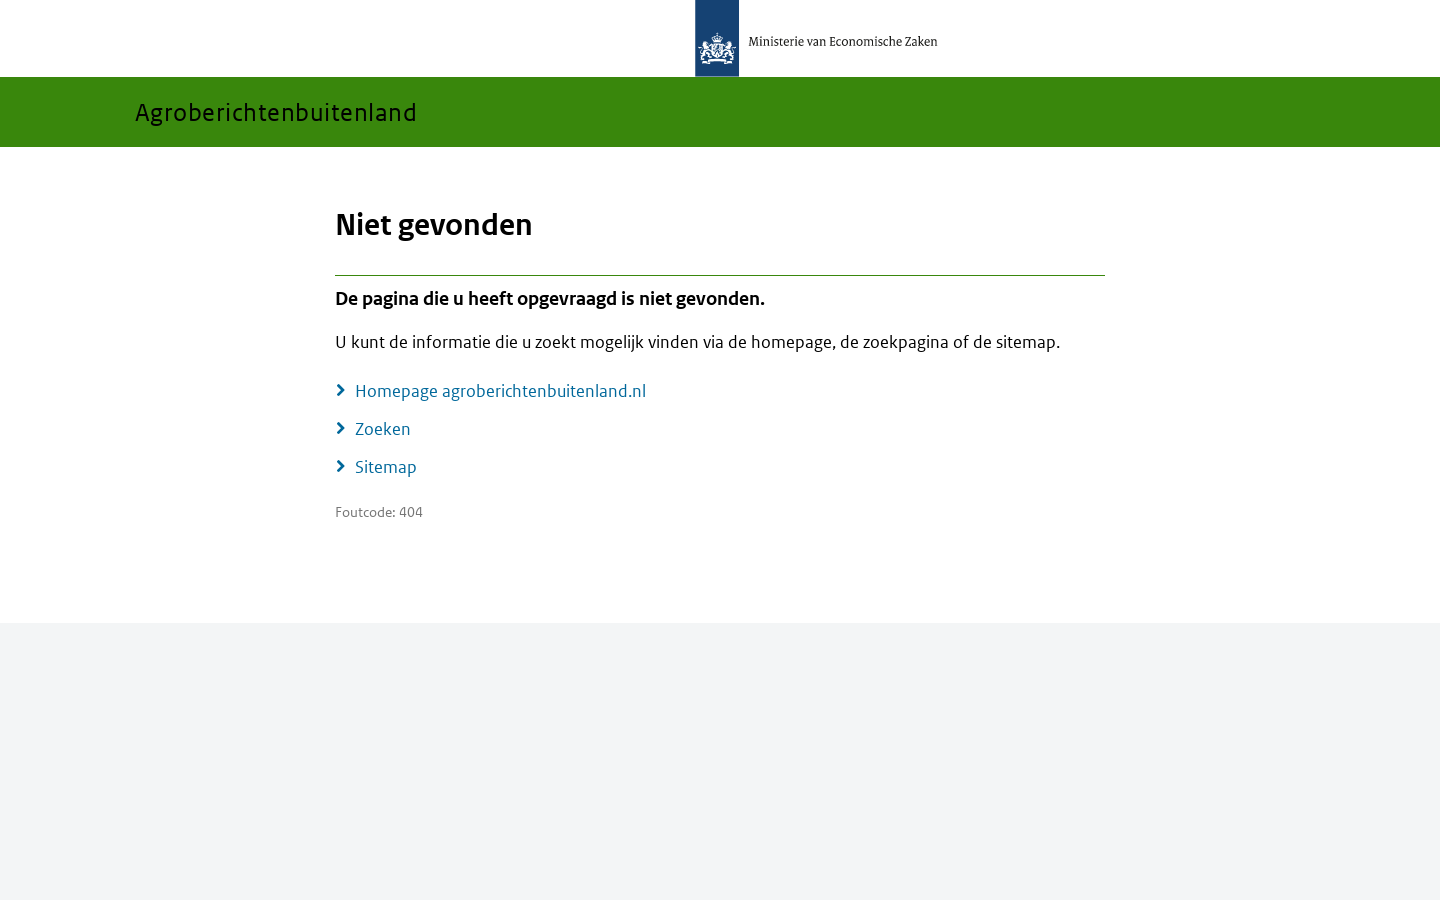 Ministerie van Economische Zaken
Agroberichtenbuitenland
Niet gevonden
De pagina die u heeft opgevraagd is niet gevonden.
U kunt de informatie die u zoekt mogelijk vinden via de homepage, de zoekpagina of de sitemap.
Homepage agroberichtenbuitenland.nl
Zoeken
Sitemap
Foutcode: 404